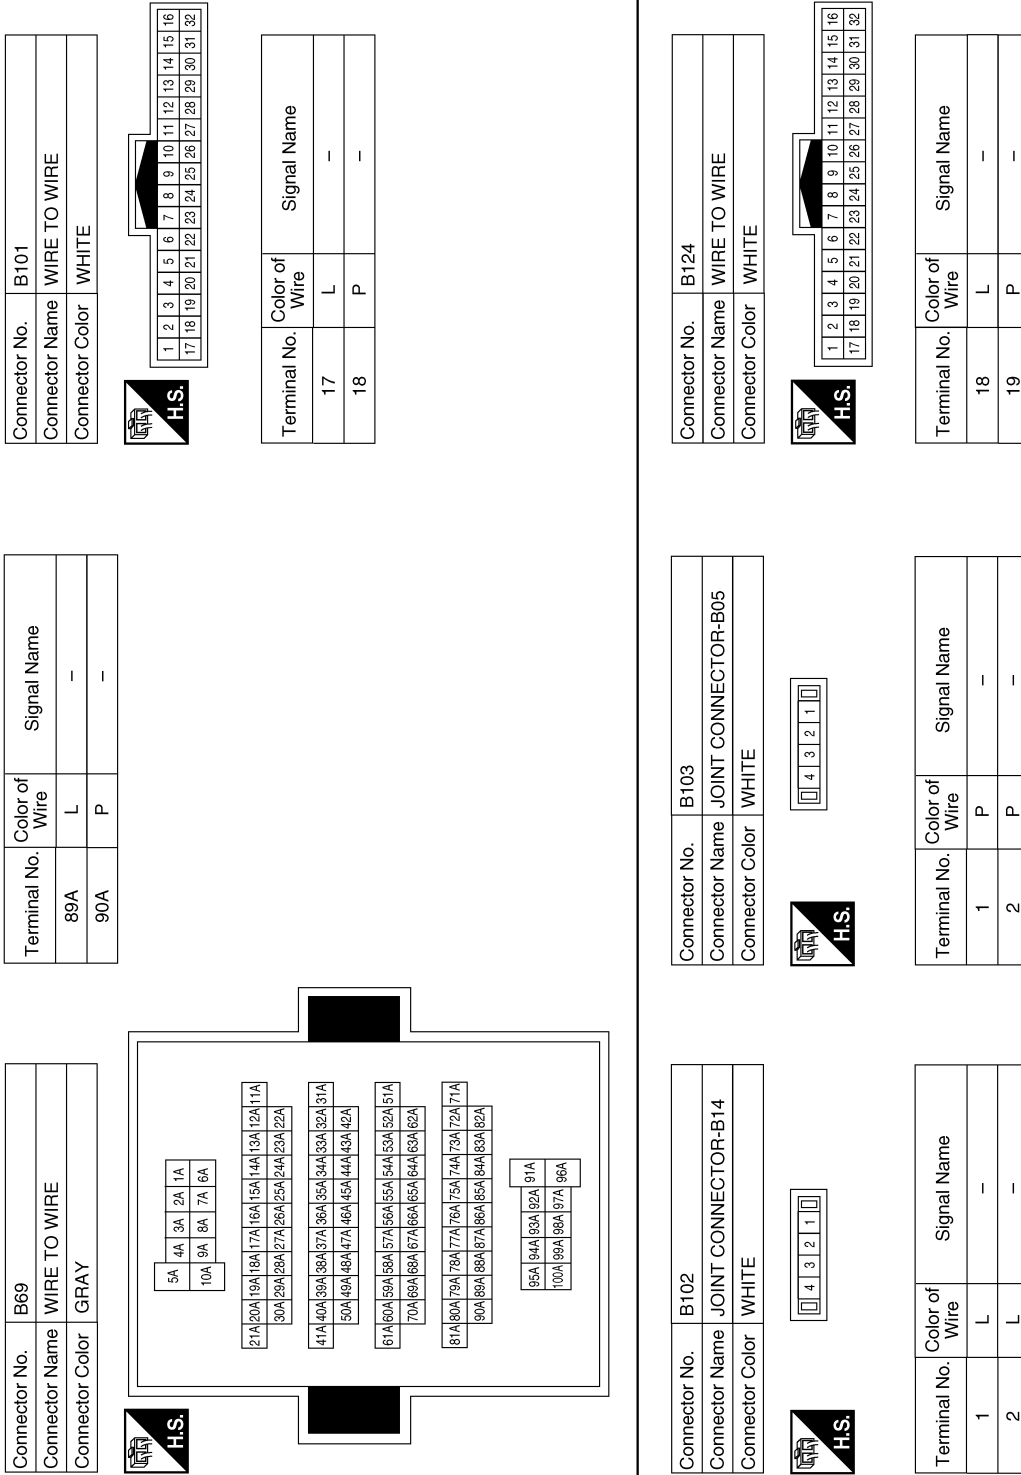 Connector No. B69
Connector Name WIRE TO WIRE
Connector Color GRAY
H.S.
5A 4A 3A 2A 1A
10A 9A 8A 7A 6A
21A 20A 19A 18A 17A 16A 15A 14A 13A 12A 11A
30A 29A 28A 27A 26A 25A 24A 23A 22A
41A 40A 39A 38A 37A 36A 35A 34A 33A 32A 31A
50A 49A 48A 47A 46A 45A 44A 43A 42A
61A 60A 59A 58A 57A 56A 55A 54A 53A 52A 51A
70A 69A 68A 67A 66A 65A 64A 63A 62A
81A 80A 79A 78A 77A 76A 75A 74A 73A 72A 71A
90A 89A 88A 87A 86A 85A 84A 83A 82A
95A 94A 93A 92A 91A
100A 99A 98A 97A 96A
Terminal No. Color of Wire Signal Name
89A L –
90A P –
Connector No. B101
Connector Name WIRE TO WIRE
Connector Color WHITE
H.S.
1 2 3 4 5 6 7 8 9 10 11 12 13 14 15 16
17 18 19 20 21 22 23 24 25 26 27 28 29 30 31 32
Terminal No. Color of Wire Signal Name
17 L –
18 P –
Connector No. B102
Connector Name JOINT CONNECTOR-B14
Connector Color WHITE
H.S.
4 3 2 1
Terminal No. Color of Wire Signal Name
1 L –
2 L –
Connector No. B103
Connector Name JOINT CONNECTOR-B05
Connector Color WHITE
H.S.
4 3 2 1
Terminal No. Color of Wire Signal Name
1 P –
2 P –
Connector No. B124
Connector Name WIRE TO WIRE
Connector Color WHITE
H.S.
1 2 3 4 5 6 7 8 9 10 11 12 13 14 15 16
17 18 19 20 21 22 23 24 25 26 27 28 29 30 31 32
Terminal No. Color of Wire Signal Name
18 L –
19 P –